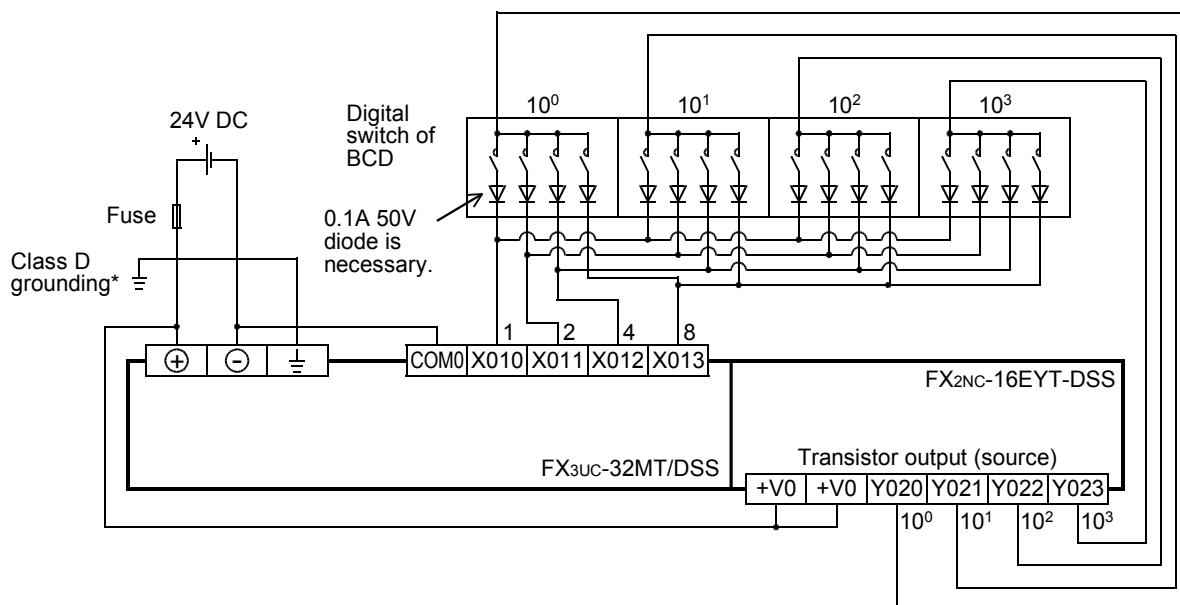 24V DC
+
Fuse
Class D
grounding*
Digital
switch of
BCD
10⁰ 10¹ 10² 10³
0.1A 50V
diode is
necessary.
1 2 4 8
+ -
COM0 X010 X011 X012 X013
FX2NC-16EYT-DSS
FX3UC-32MT/DSS
Transistor output (source)
+V0 +V0 Y020 Y021 Y022 Y023
10⁰ 10¹ 10² 10³